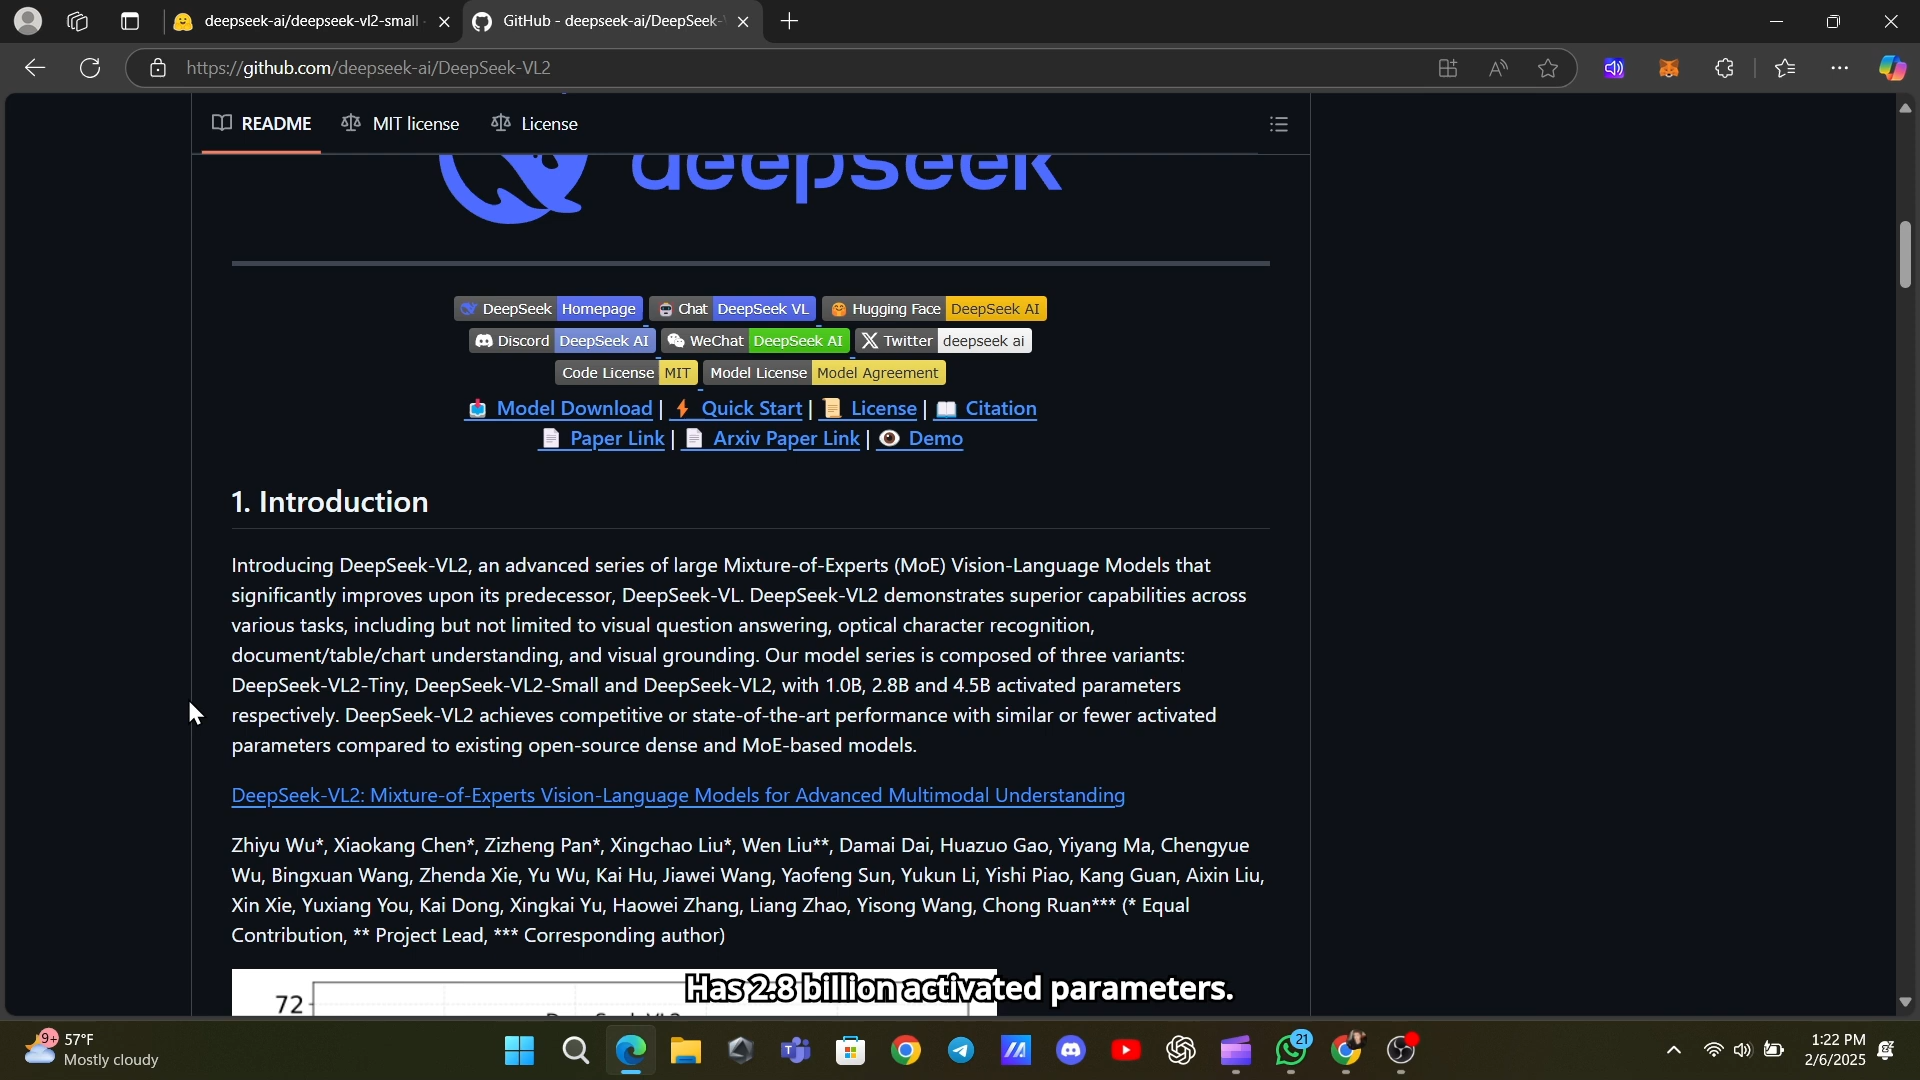 deepseek-ai/deepseek-vl2-small
GitHub - deepseek-ai/DeepSeek-
https://github.com/deepseek-ai/DeepSeek-VL2
README
MIT license
License
deepseek
DeepSeek Homepage
Chat DeepSeek VL
Hugging Face DeepSeek AI
Discord DeepSeek AI
WeChat DeepSeek AI
Twitter deepseek ai
Code License MIT
Model License Model Agreement
Model Download | Quick Start | License | Citation
Paper Link | Arxiv Paper Link | Demo
1. Introduction
Introducing DeepSeek-VL2, an advanced series of large Mixture-of-Experts (MoE) Vision-Language Models that
significantly improves upon its predecessor, DeepSeek-VL. DeepSeek-VL2 demonstrates superior capabilities across
various tasks, including but not limited to visual question answering, optical character recognition,
document/table/chart understanding, and visual grounding. Our model series is composed of three variants:
DeepSeek-VL2-Tiny, DeepSeek-VL2-Small and DeepSeek-VL2, with 1.0B, 2.8B and 4.5B activated parameters
respectively. DeepSeek-VL2 achieves competitive or state-of-the-art performance with similar or fewer activated
parameters compared to existing open-source dense and MoE-based models.
DeepSeek-VL2: Mixture-of-Experts Vision-Language Models for Advanced Multimodal Understanding
Zhiyu Wu*, Xiaokang Chen*, Zizheng Pan*, Xingchao Liu*, Wen Liu**, Damai Dai, Huazuo Gao, Yiyang Ma, Chengyue
Wu, Bingxuan Wang, Zhenda Xie, Yu Wu, Kai Hu, Jiawei Wang, Yaofeng Sun, Yukun Li, Yishi Piao, Kang Guan, Aixin Liu,
Xin Xie, Yuxiang You, Kai Dong, Xingkai Yu, Haowei Zhang, Liang Zhao, Yisong Wang, Chong Ruan*** (* Equal
Contribution, ** Project Lead, *** Corresponding author)
72
Has 2.8 billion activated parameters.
9+
57°F
Mostly cloudy
21
1:22 PM
2/6/2025